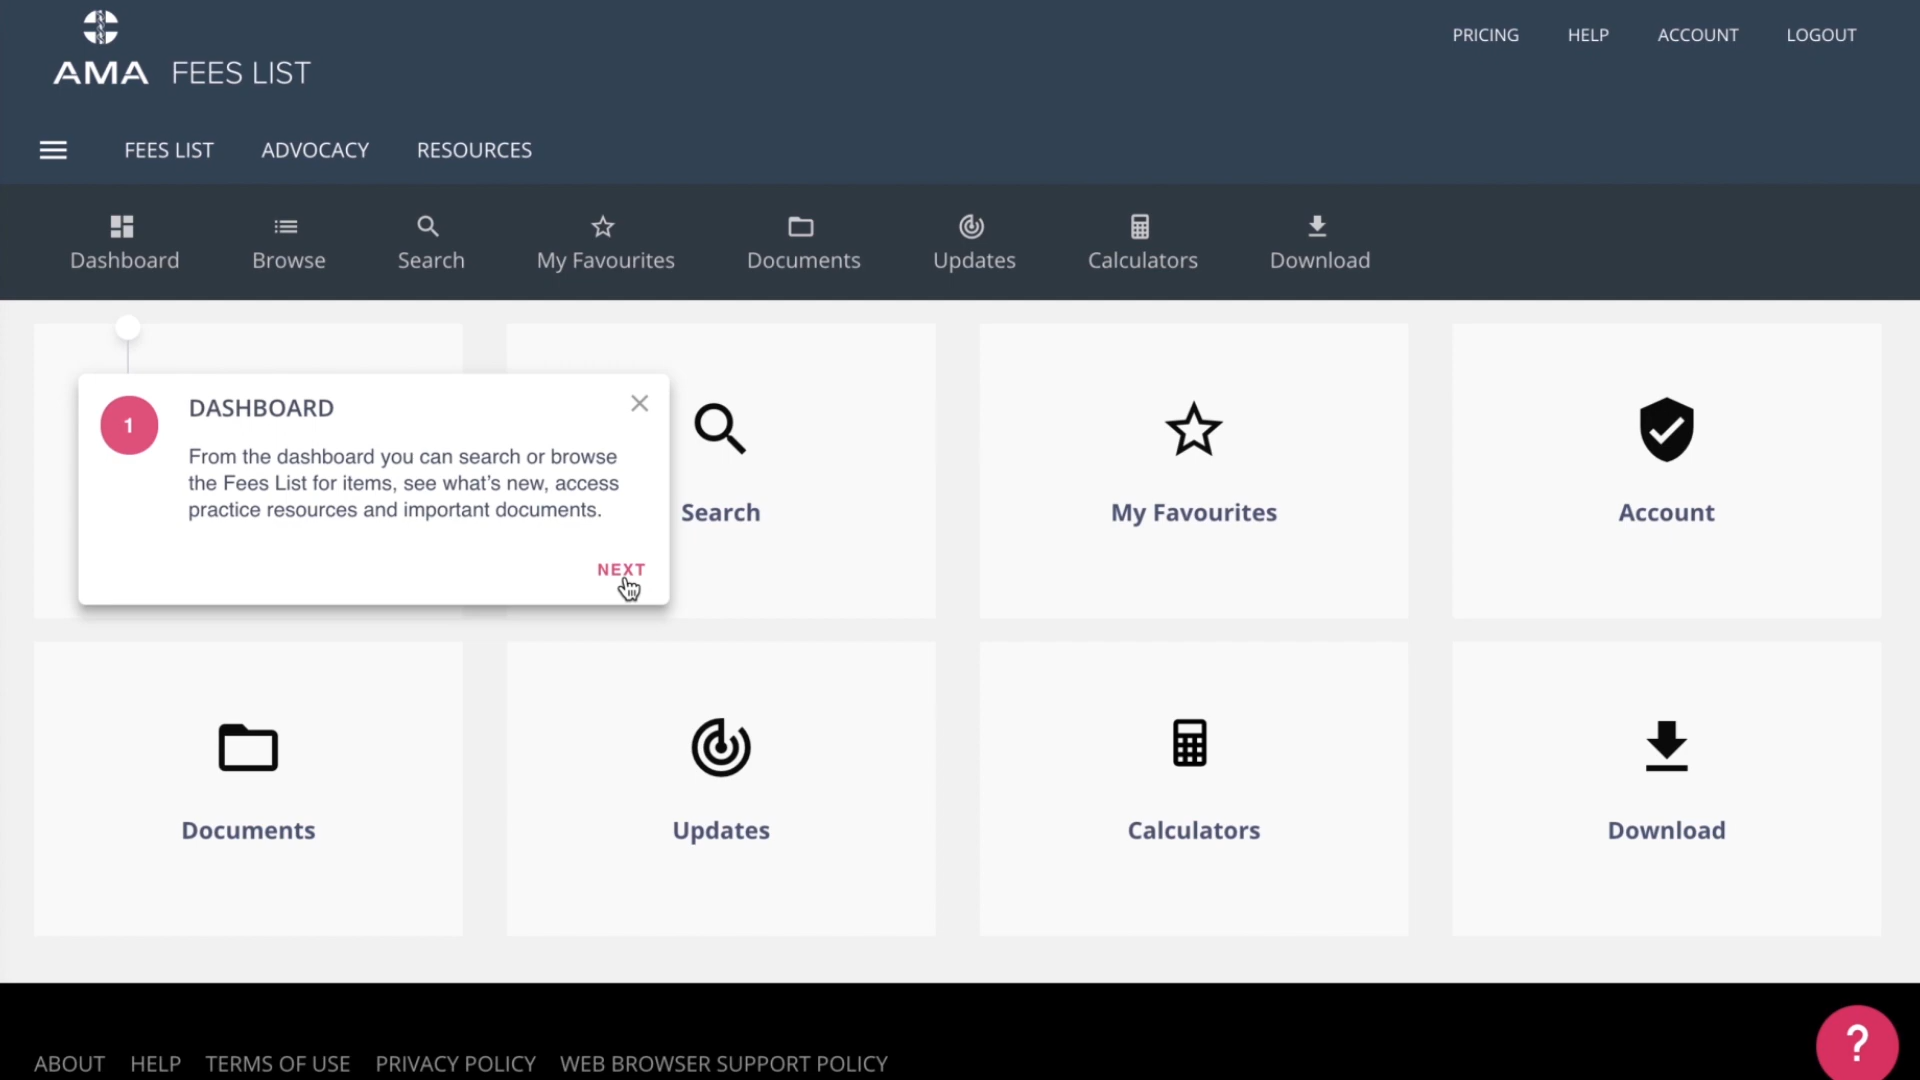 PRICING HELP ACCOUNT LOGOUT
AMA FEES LIST
FEES LIST ADVOCACY RESOURCES
Dashboard Browse Search My Favourites Documents Updates Calculators Download
1
DASHBOARD
From the dashboard you can search or browse
the Fees List for items, see what's new, access
practice resources and important documents.
NEXT
Search My Favourites Account
Documents Updates Calculators Download
?
ABOUT HELP TERMS OF USE PRIVACY POLICY WEB BROWSER SUPPORT POLICY